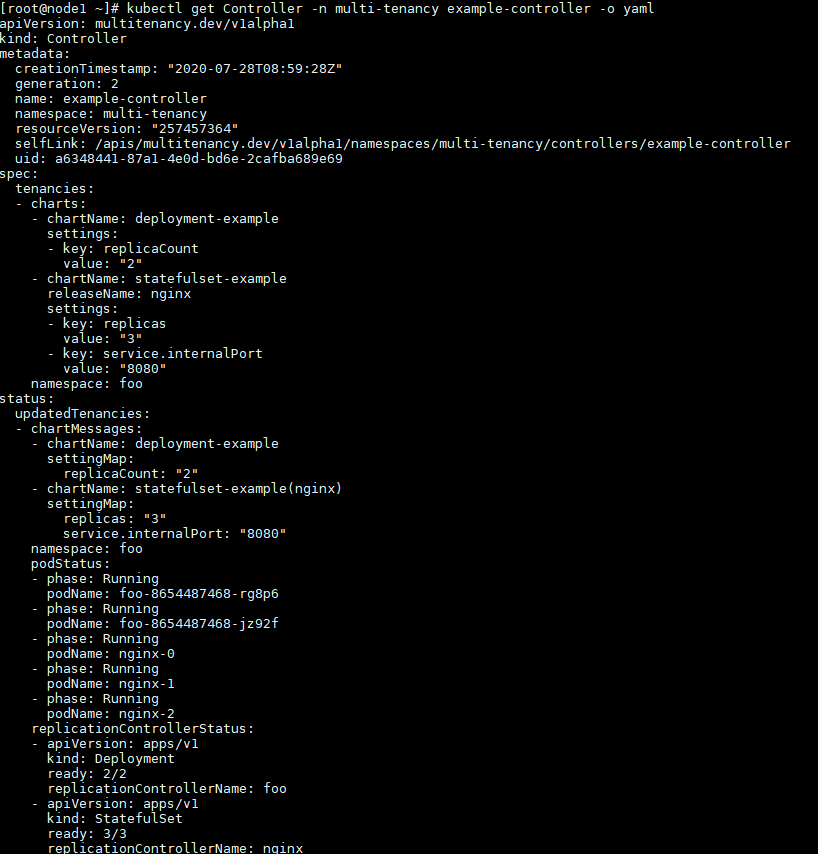 [root@node1 ~]# kubectl get Controller -n multi-tenancy example-controller -o yaml
apiVersion: multitenancy.dev/v1alpha1
kind: Controller
metadata:
  creationTimestamp: "2020-07-28T08:59:28Z"
  generation: 2
  name: example-controller
  namespace: multi-tenancy
  resourceVersion: "257457364"
  selfLink: /apis/multitenancy.dev/v1alpha1/namespaces/multi-tenancy/controllers/example-controller
  uid: a6348441-87a1-4e0d-bd6e-2cafba689e69
spec:
  tenancies:
  - charts:
    - chartName: deployment-example
      settings:
      - key: replicaCount
        value: "2"
    - chartName: statefulset-example
      releaseName: nginx
      settings:
      - key: replicas
        value: "3"
      - key: service.internalPort
        value: "8080"
    namespace: foo
status:
  updatedTenancies:
  - chartMessages:
    - chartName: deployment-example
      settingMap:
        replicaCount: "2"
    - chartName: statefulset-example(nginx)
      settingMap:
        replicas: "3"
        service.internalPort: "8080"
    namespace: foo
    podStatus:
    - phase: Running
      podName: foo-8654487468-rg8p6
    - phase: Running
      podName: foo-8654487468-jz92f
    - phase: Running
      podName: nginx-0
    - phase: Running
      podName: nginx-1
    - phase: Running
      podName: nginx-2
    replicationControllerStatus:
    - apiVersion: apps/v1
      kind: Deployment
      ready: 2/2
      replicationControllerName: foo
    - apiVersion: apps/v1
      kind: StatefulSet
      ready: 3/3
      replicationControllerName: nginx